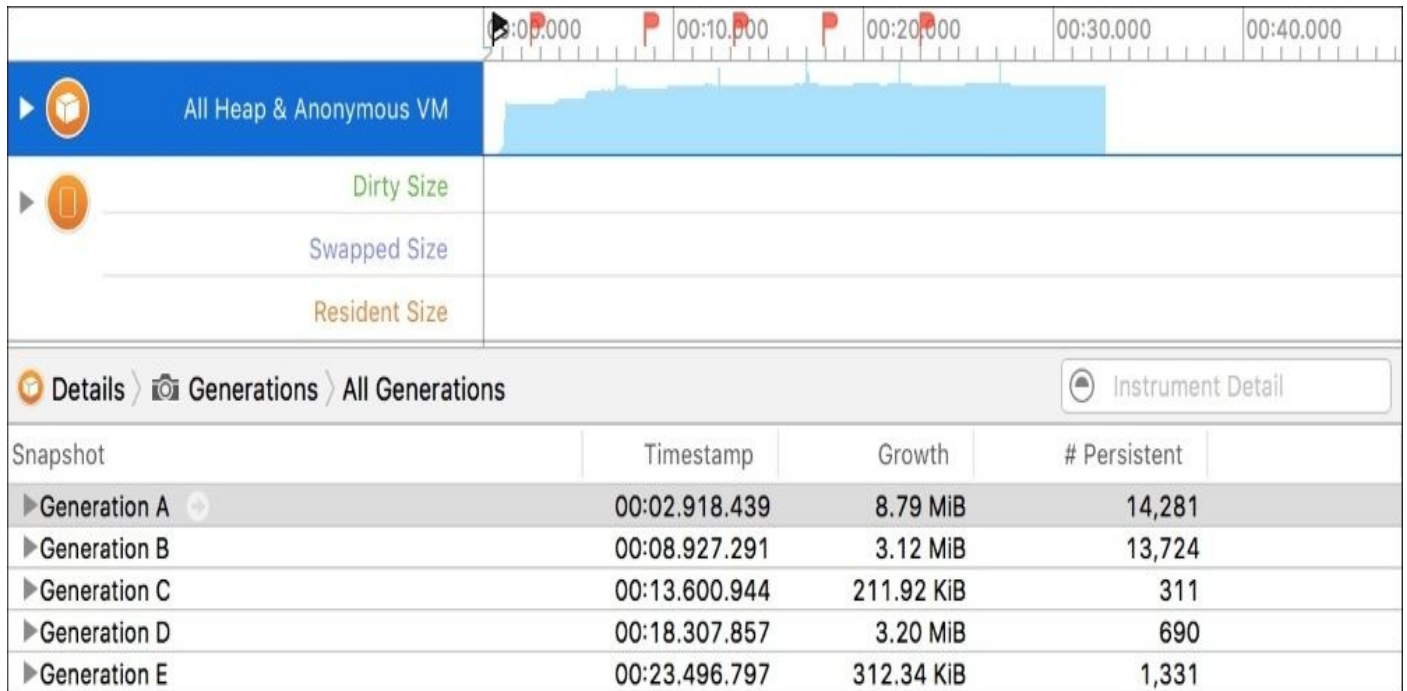 00:00.000 00:10.000 00:20.000 00:30.000 00:40.000
All Heap & Anonymous VM
Dirty Size
Swapped Size
Resident Size
Details Generations All Generations Instrument Detail
Snapshot Timestamp Growth # Persistent
Generation A 00:02.918.439 8.79 MiB 14,281
Generation B 00:08.927.291 3.12 MiB 13,724
Generation C 00:13.600.944 211.92 KiB 311
Generation D 00:18.307.857 3.20 MiB 690
Generation E 00:23.496.797 312.34 KiB 1,331